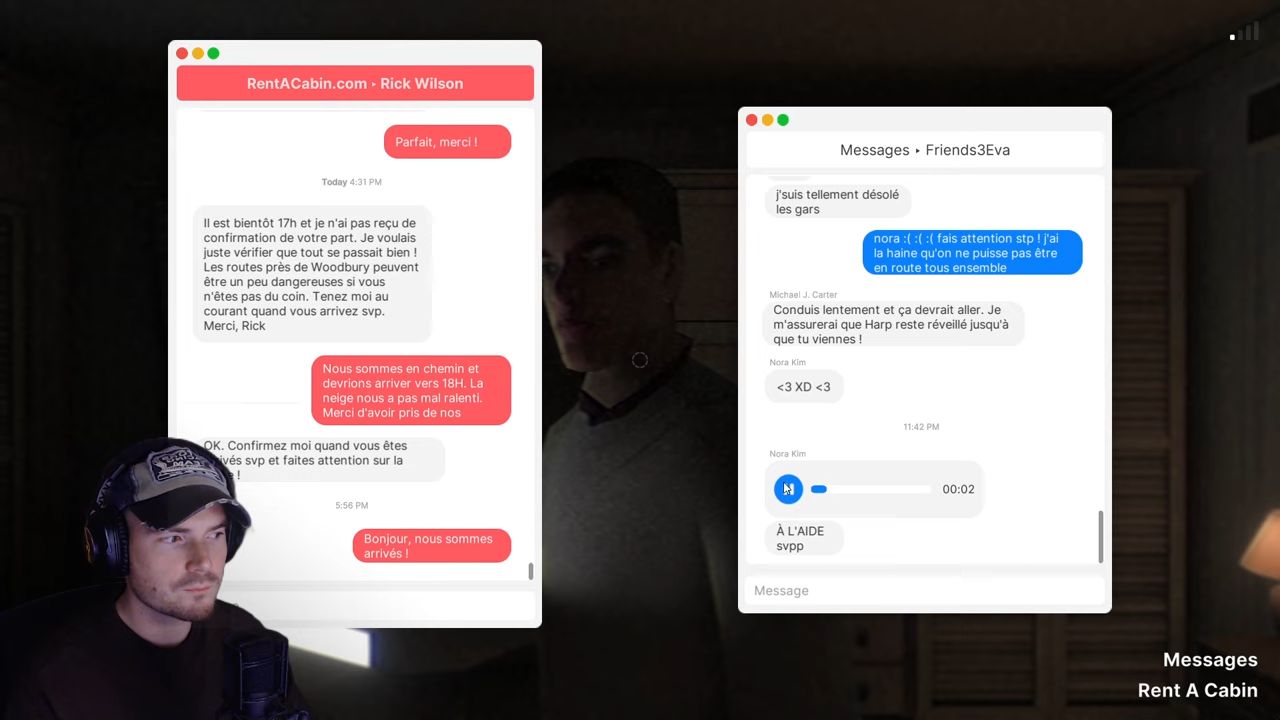 RentACabin.com ▸ Rick Wilson
Parfait, merci !
Today 4:31 PM
Il est bientôt 17h et je n'ai pas reçu de
confirmation de votre part. Je voulais
juste vérifier que tout se passait bien !
Les routes près de Woodbury peuvent
être un peu dangereuses si vous
n'êtes pas du coin. Tenez moi au
courant quand vous arrivez svp.
Merci, Rick
Nous sommes en chemin et
devrions arriver vers 18H. La
neige nous a pas mal ralenti.
Merci d'avoir pris de nos
OK. Confirmez moi quand vous êtes
svp et faites attention sur la
!
5:56 PM
Bonjour, nous sommes
arrivés !
Messages ▸ Friends3Eva
j'suis tellement désolé
les gars
nora :( :( :( fais attention stp ! j'ai
la haine qu'on ne puisse pas être
en route tous ensemble
Michael J. Carter
Conduis lentement et ça devrait aller. Je
m'assurerai que Harp reste réveillé jusqu'à
que tu viennes !
Nora Kim
<3 XD <3
11:42 PM
Nora Kim
00:02
À L'AIDE
svpp
Message
Messages
Rent A Cabin